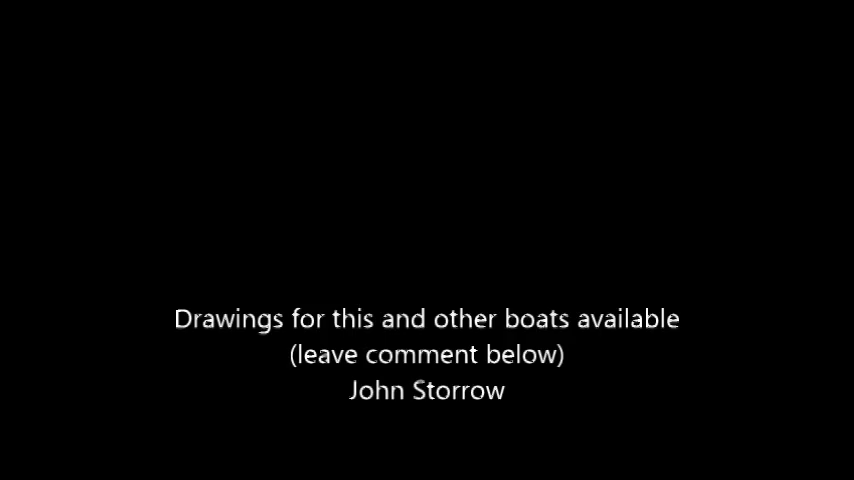 Drawings for this and other boats available
(leave comment below)
John Storrow